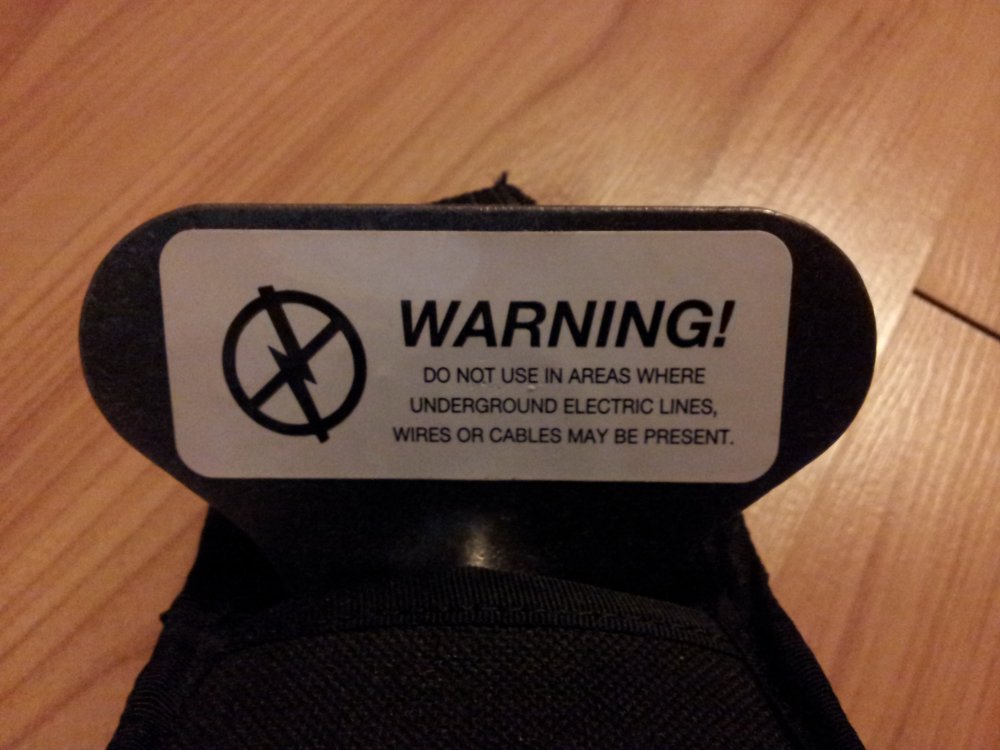 WARNING!
DO NOT USE IN AREAS WHERE
UNDERGROUND ELECTRIC LINES,
WIRES OR CABLES MAY BE PRESENT.